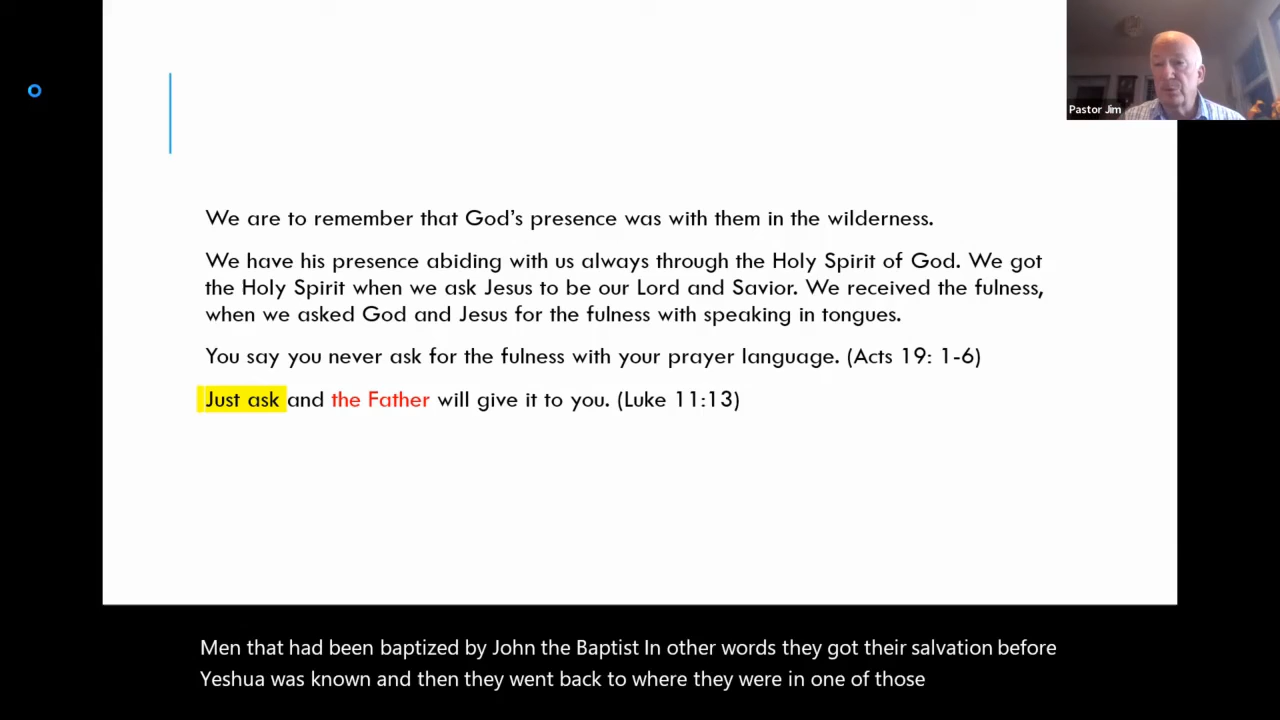 Pastor Jim
We are to remember that God's presence was with them in the wilderness.
We have his presence abiding with us always through the Holy Spirit of God. We got
the Holy Spirit when we ask Jesus to be our Lord and Savior. We received the fulness,
when we asked God and Jesus for the fulness with speaking in tongues.
You say you never ask for the fulness with your prayer language. (Acts 19: 1-6)
Just ask and the Father will give it to you. (Luke 11:13)
Men that had been baptized by John the Baptist In other words they got their salvation before
Yeshua was known and then they went back to where they were in one of those